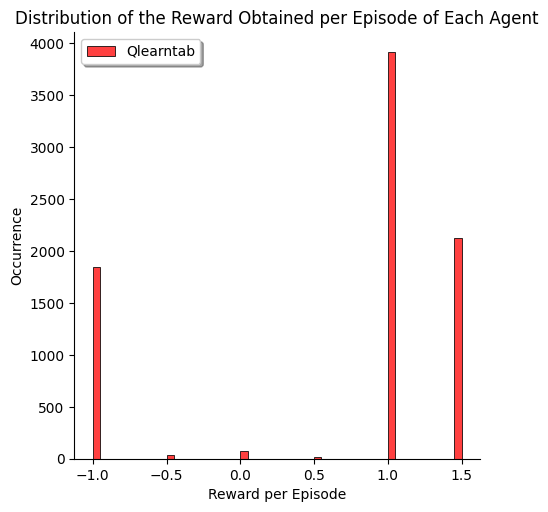 Distribution of the Reward Obtained per Episode of Each Agent
Qlearntab
Occurrence
4000
3500
3000
2500
2000
1500
1000
500
0
−1.0 −0.5 0.0 0.5 1.0 1.5
Reward per Episode